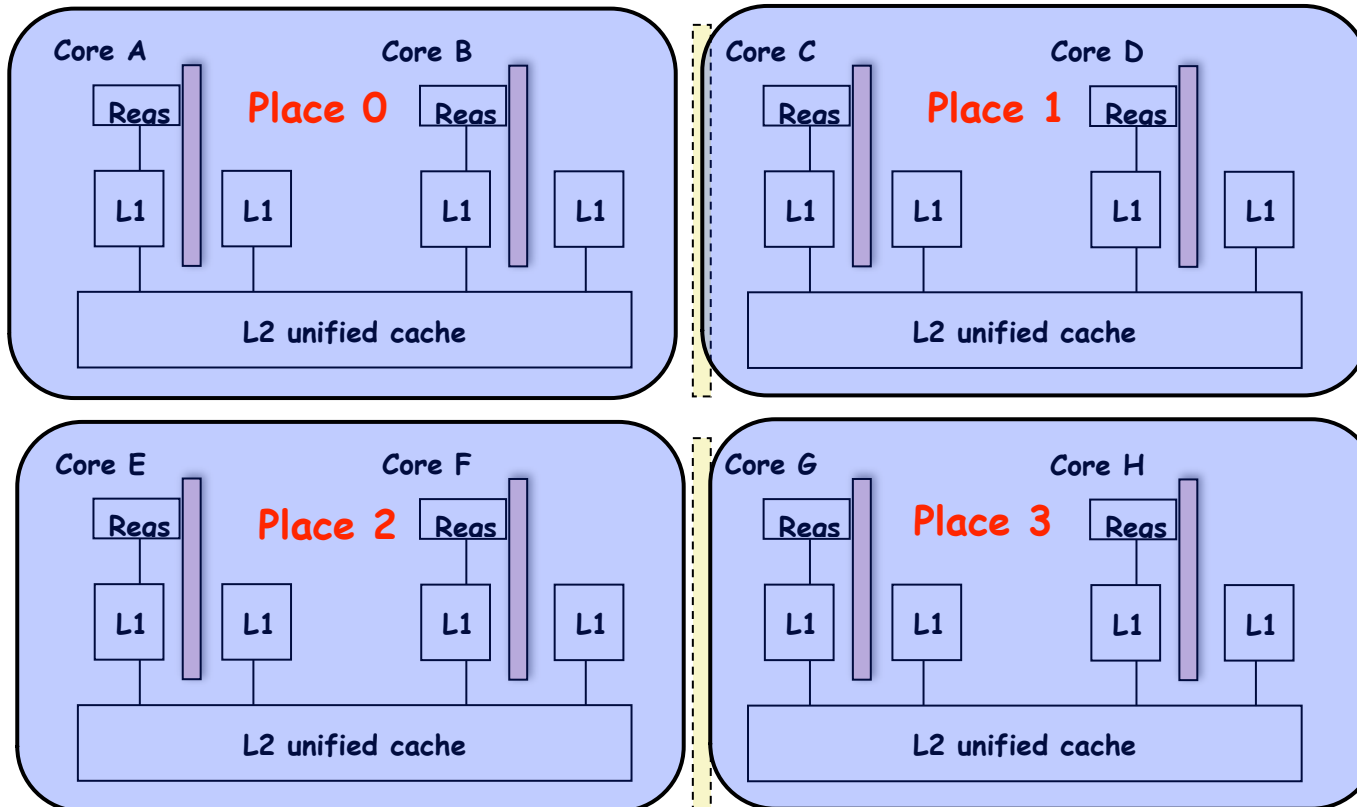 Core A
Core B
Regs
Place 0
Regs
L1
L1
L1
L1
L2 unified cache
Core C
Core D
Regs
Place 1
Regs
L1
L1
L1
L1
L2 unified cache
Core E
Core F
Regs
Place 2
Regs
L1
L1
L1
L1
L2 unified cache
Core G
Core H
Regs
Place 3
Regs
L1
L1
L1
L1
L2 unified cache